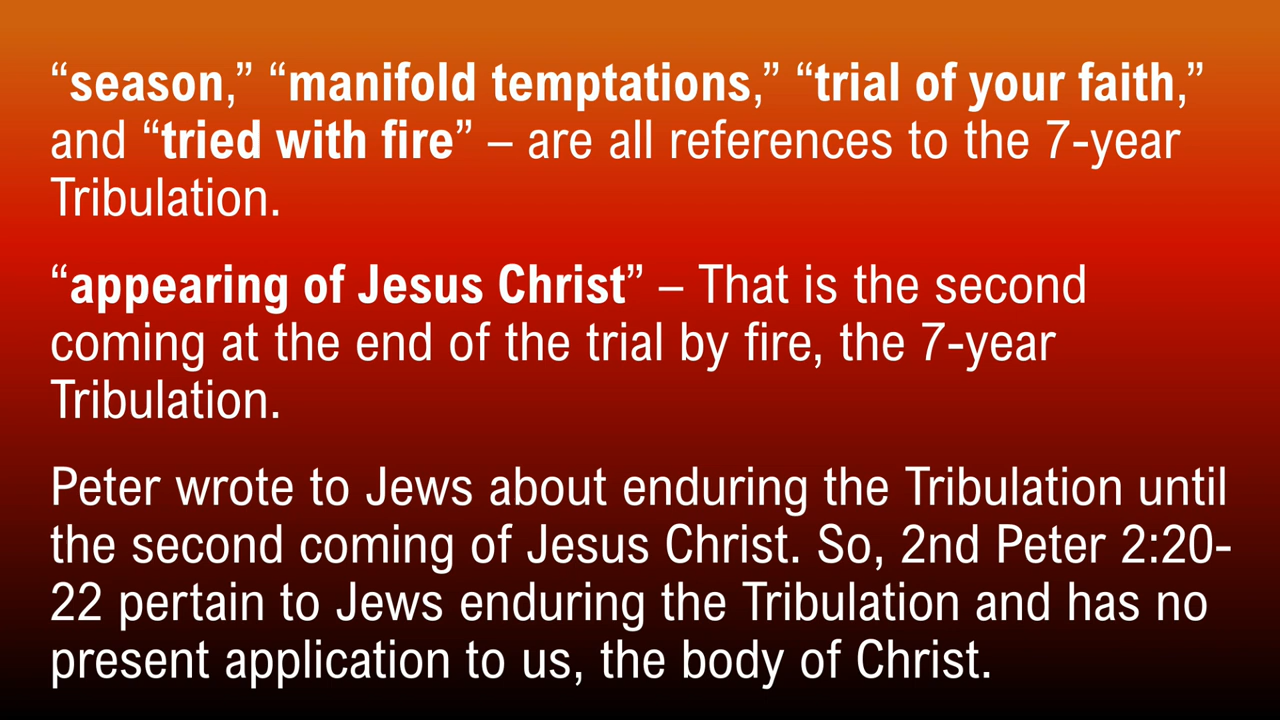 “season,” “manifold temptations,” “trial of your faith,”
and “tried with fire” – are all references to the 7-year
Tribulation.
“appearing of Jesus Christ” – That is the second
coming at the end of the trial by fire, the 7-year
Tribulation.
Peter wrote to Jews about enduring the Tribulation until
the second coming of Jesus Christ. So, 2nd Peter 2:20-
22 pertain to Jews enduring the Tribulation and has no
present application to us, the body of Christ.